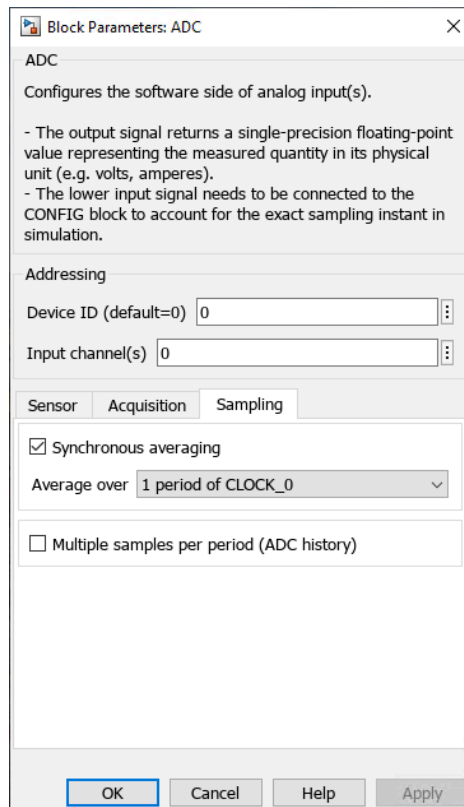 Block Parameters: ADC
ADC
Configures the software side of analog input(s).
- The output signal returns a single-precision floating-point
value representing the measured quantity in its physical
unit (e.g. volts, amperes).
- The lower input signal needs to be connected to the
CONFIG block to account for the exact sampling instant in
simulation.
Addressing
Device ID (default=0) 0
Input channel(s) 0
Sensor Acquisition Sampling
Synchronous averaging
Average over 1 period of CLOCK_0
Multiple samples per period (ADC history)
OK Cancel Help Apply